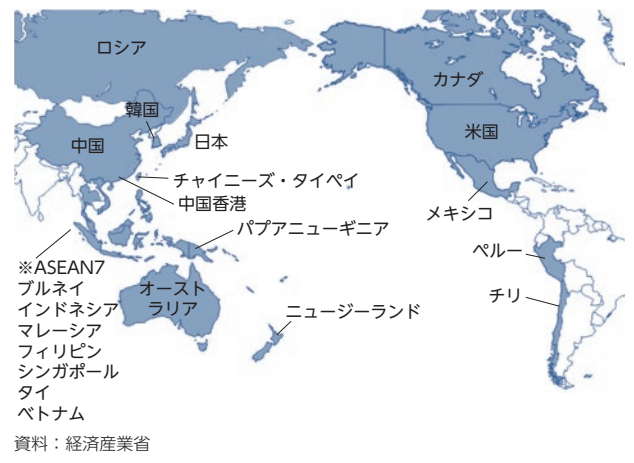 ロシア
カナダ
韓国
米国
中国
日本
チャイニーズ・タイペイ
中国香港
メキシコ
パプアニューギニア
ペルー
※ASEAN7
ブルネイ
インドネシア
マレーシア
フィリピン
シンガポール
タイ
ベトナム
オースト
ラリア
ニュージーランド
チリ
資料：経済産業省